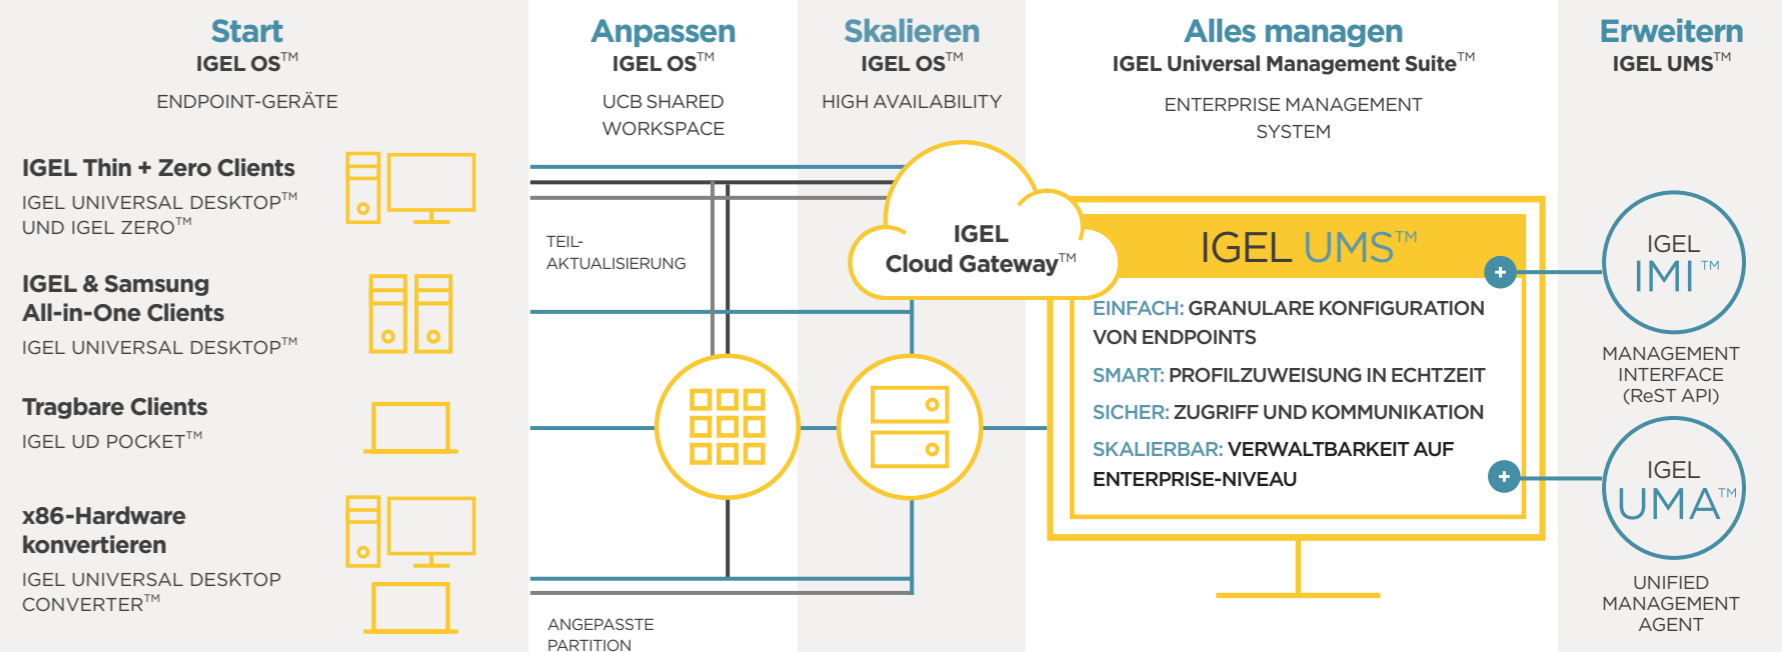 Start
IGEL OS™
ENDPOINT-GERÄTE
IGEL Thin + Zero Clients
IGEL UNIVERSAL DESKTOP™
UND IGEL ZERO™
IGEL & Samsung
All-in-One Clients
IGEL UNIVERSAL DESKTOP™
Tragbare Clients
IGEL UD POCKET™
x86-Hardware
konvertieren
IGEL UNIVERSAL DESKTOP
CONVERTER™
Anpassen
IGEL OS™
UCB SHARED
WORKSPACE
TEIL-
AKTUALISIERUNG
ANGEPASSTE
PARTITION
Skalieren
IGEL OS™
HIGH AVAILABILITY
IGEL
Cloud Gateway™
Alles managen
IGEL Universal Management Suite™
ENTERPRISE MANAGEMENT
SYSTEM
IGEL UMS™
EINFACH: GRANULARE KONFIGURATION
VON ENDPOINTS
SMART: PROFILZUWEISUNG IN ECHTZEIT
SICHER: ZUGRIFF UND KOMMUNIKATION
SKALIERBAR: VERWALTBARKEIT AUF
ENTERPRISE-NIVEAU
+
+
Erweitern
IGEL UMS™
IGEL
IMI™
MANAGEMENT
INTERFACE
(ReST API)
IGEL
UMA™
UNIFIED
MANAGEMENT
AGENT